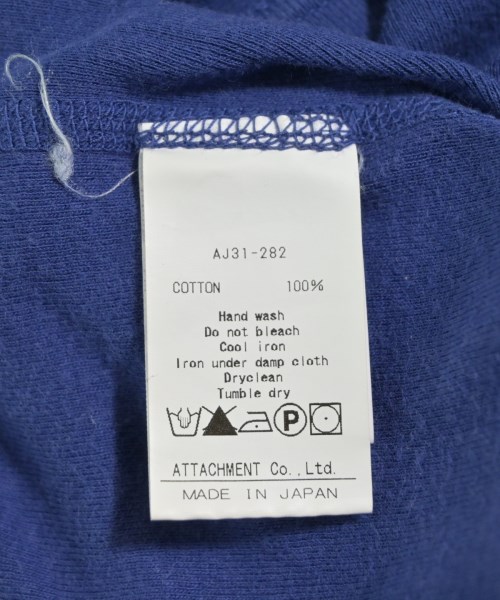 AJ31-282
COTTON 100%
Hand wash
Do not bleach
Cool iron
Iron under damp cloth
Dryclean
Tumble dry
P
ATTACHMENT Co.,Ltd.
MADE IN JAPAN